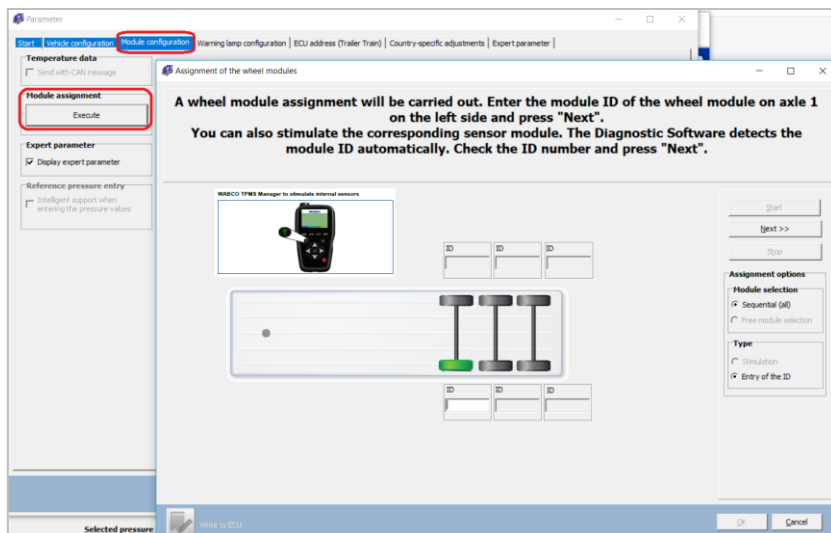 Parameter
Start
Vehicle configuration
Module configuration
Warning lamp configuration
ECU address (Trailer Train)
Country-specific adjustments
Expert parameter
Temperature data
Send with CAN message
Module assignment
Execute
Expert parameter
Display expert parameter
Reference pressure entry
Intelligent support when
entering the pressure values
Selected pressure
Assignment of the wheel modules
A wheel module assignment will be carried out. Enter the module ID of the wheel module on axle 1
on the left side and press "Next".
You can also stimulate the corresponding sensor module. The Diagnostic Software detects the
module ID automatically. Check the ID number and press "Next".
WABCO TPMS Manager to stimulate internal sensors
ID
ID
ID
ID
ID
ID
Start
Next >>
Stop
Assignment options
Module selection
Sequential (all)
Free module selection
Type
Stimulation
Entry of the ID
Write to ECU
OK
Cancel